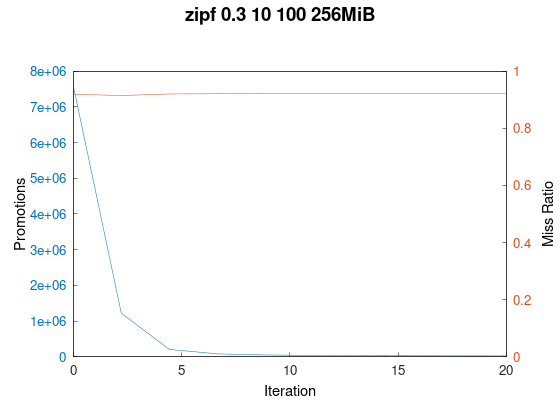 zipf 0.3 10 100 256MiB
8e+06
7e+06
6e+06
5e+06
4e+06
3e+06
2e+06
1e+06
0
Promotions
1
0.8
0.6
0.4
0.2
0
Miss Ratio
0
5
10
15
20
Iteration